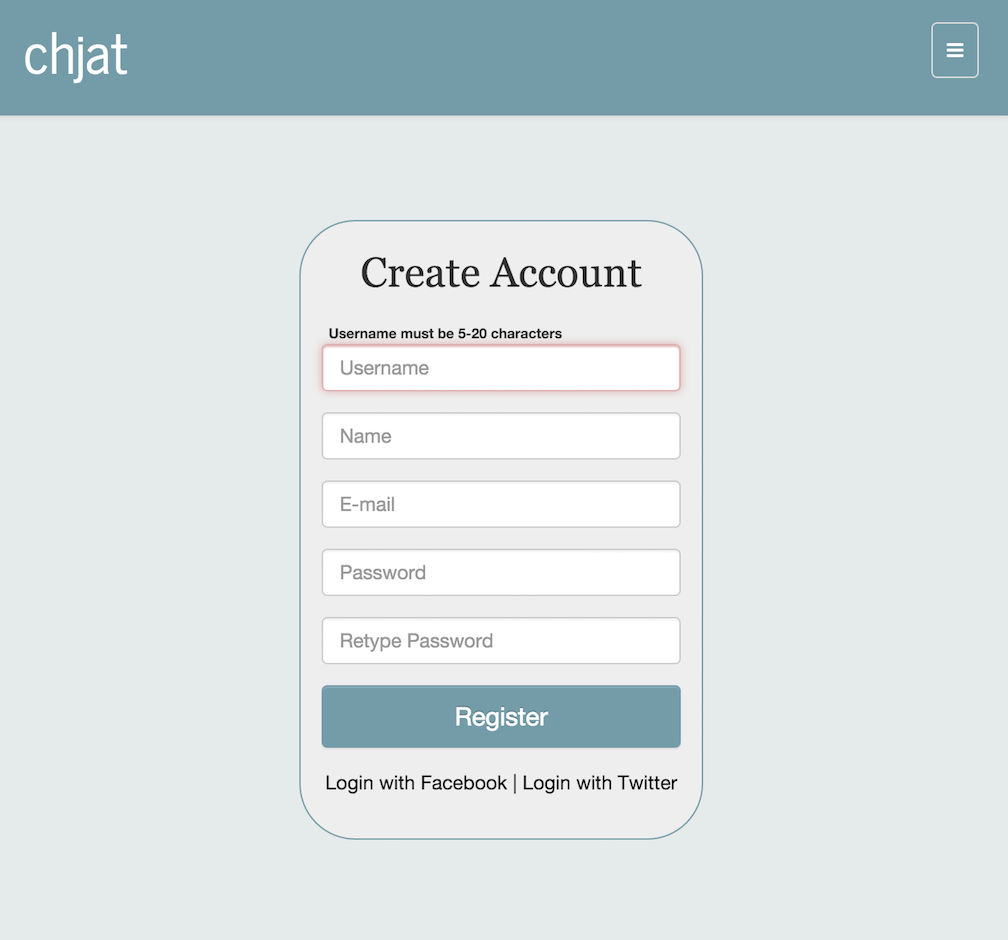 chjat
Create Account
Username must be 5-20 characters
Username
Name
E-mail
Password
Retype Password
Register
Login with Facebook | Login with Twitter